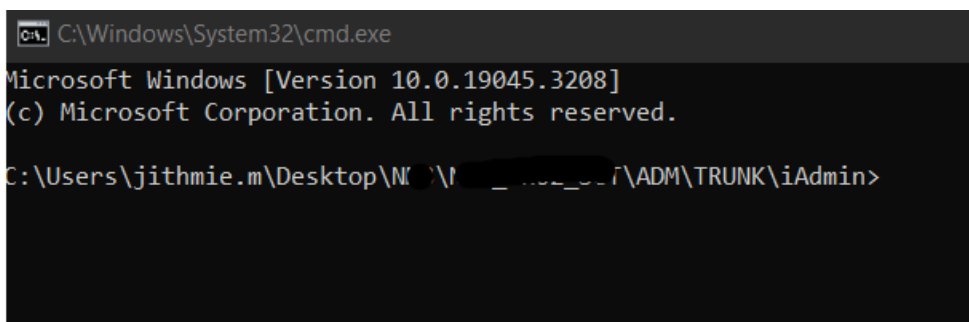 C:\Windows\System32\cmd.exe
Microsoft Windows [Version 10.0.19045.3208]
(c) Microsoft Corporation. All rights reserved.
C:\Users\jithmie.m\Desktop\ \ADM\TRUNK\iAdmin>